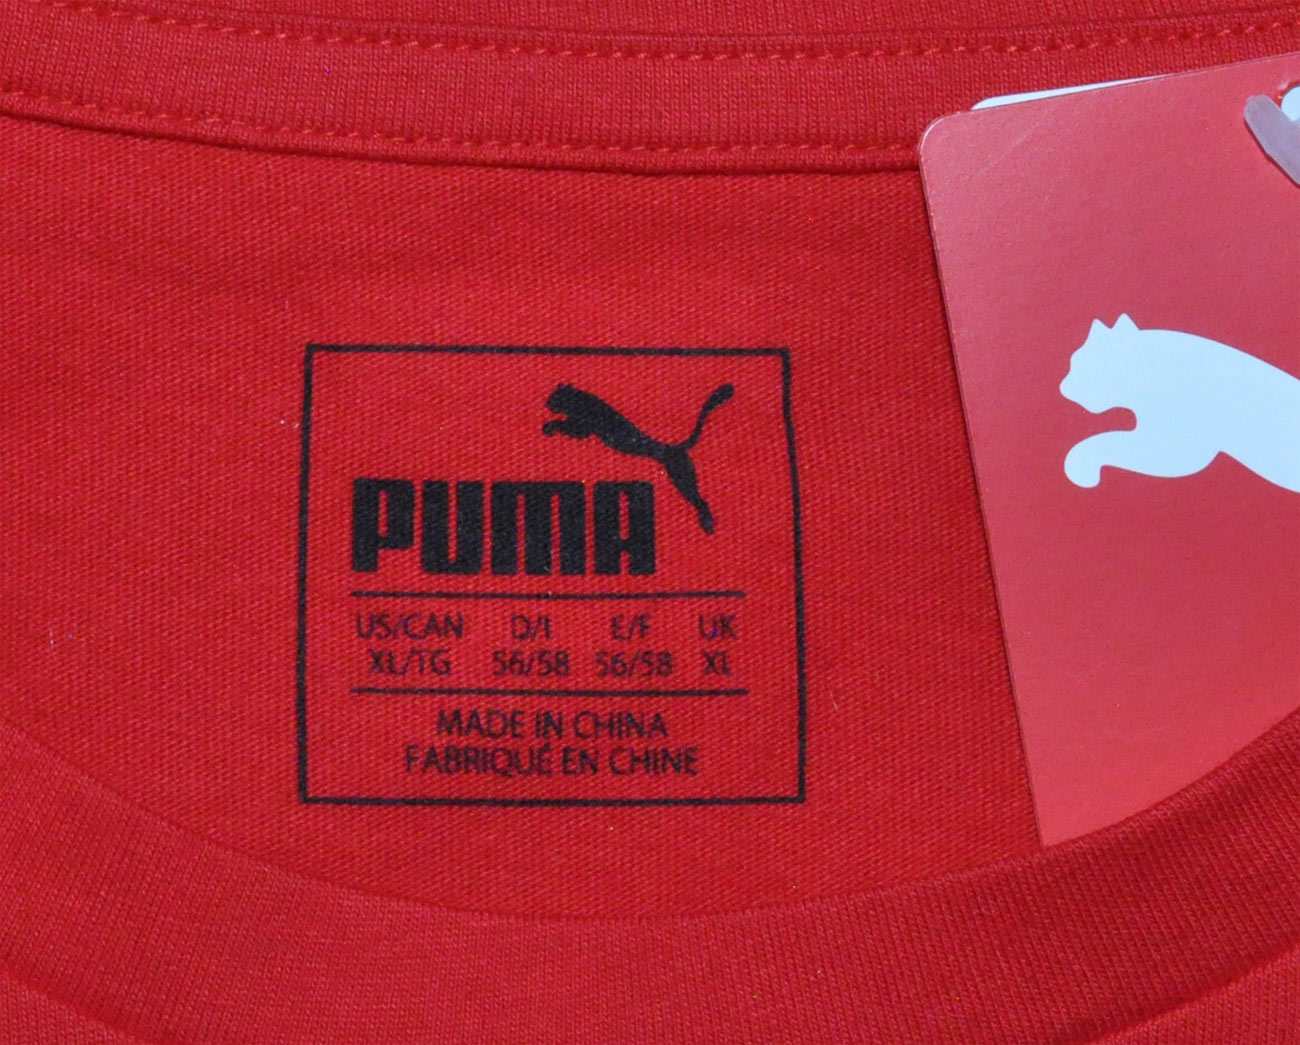 PUMA
US/CAN D/I E/F UK
XL/TG 56/58 56/58 XL
MADE IN CHINA
FABRIQUÉ EN CHINE